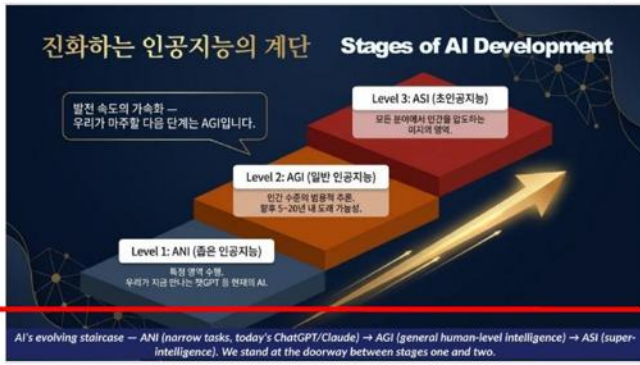 진화하는 인공지능의 계단 Stages of AI Development
발전 속도의 가속화 —
우리가 마주할 다음 단계는 AGI입니다.
Level 3: ASI (초인공지능)
모든 분야에서 인간을 압도하는
미지의 영역.
Level 2: AGI (일반 인공지능)
인간 수준의 범용적 추론.
향후 5~20년 내 도래 가능성.
Level 1: ANI (좁은 인공지능)
특정 영역 수행.
우리가 지금 만나는 챗GPT 등 현재의 AI.
AI's evolving staircase — ANI (narrow tasks, today's ChatGPT/Claude) → AGI (general human-level intelligence) → ASI (super-
intelligence). We stand at the doorway between stages one and two.